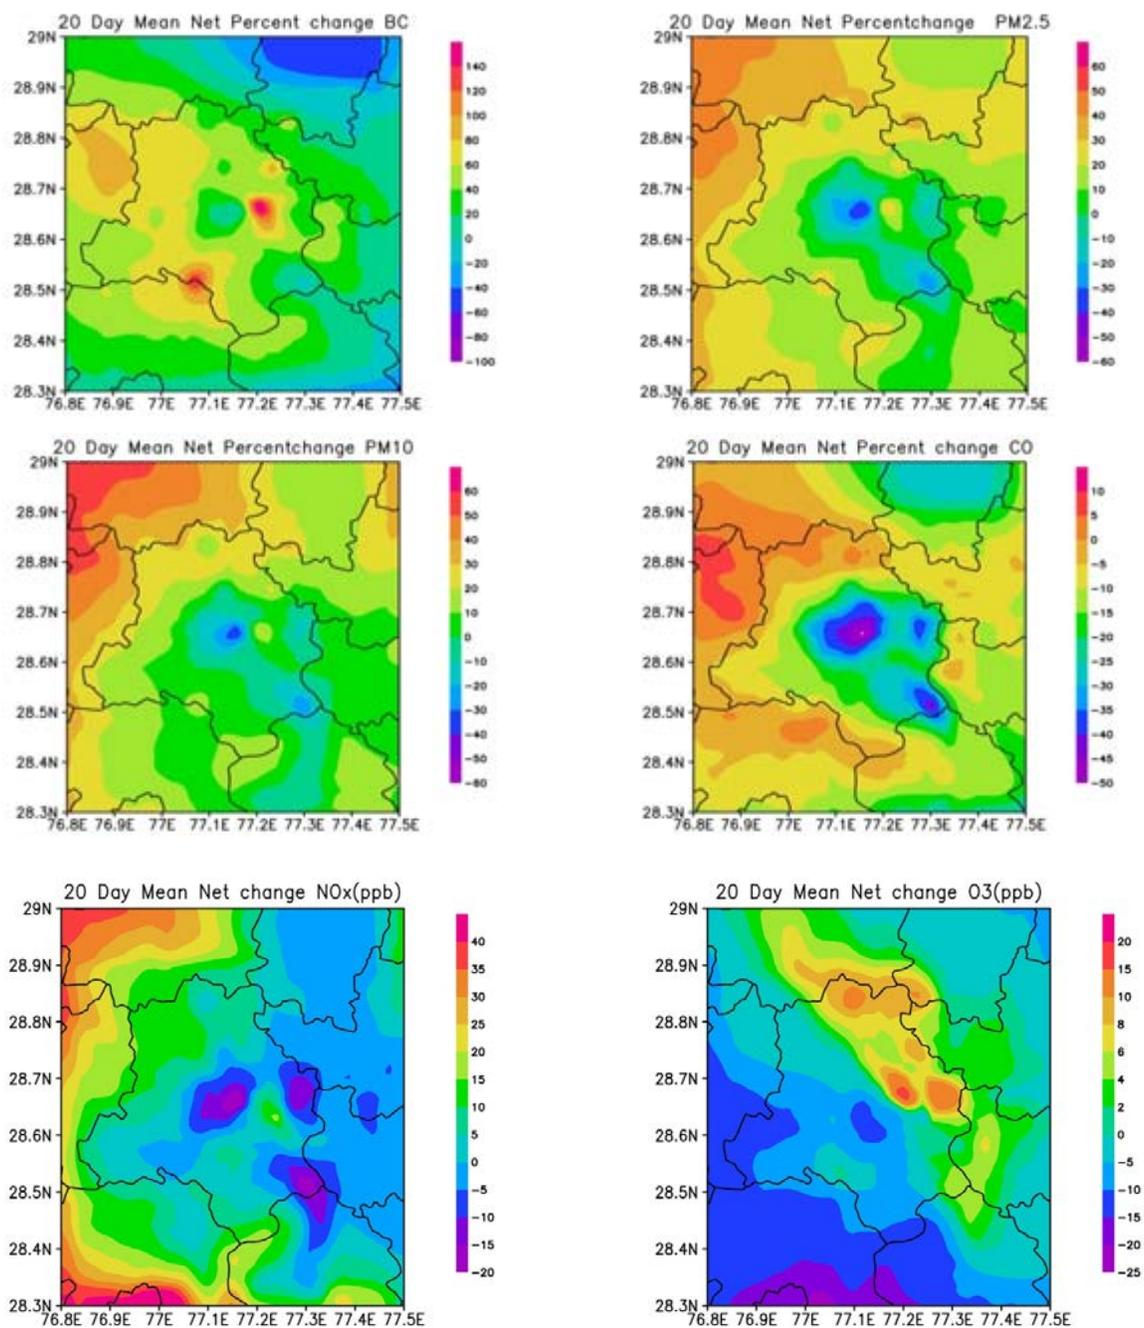 20 Day Mean Net Percent change BC
29N
28.9N
28.8N
28.7N
28.6N
28.5N
28.4N
28.3N
76.8E 76.9E 77E 77.1E 77.2E 77.3E 77.4E 77.5E
140
120
100
80
60
40
20
0
-20
-40
-60
-80
-100
20 Day Mean Net Percentchange PM2.5
29N
28.9N
28.8N
28.7N
28.6N
28.5N
28.4N
28.3N
76.8E 76.9E 77E 77.1E 77.2E 77.3E 77.4E 77.5E
60
50
40
30
20
10
0
-10
-20
-30
-40
-50
-60
20 Day Mean Net Percentchange PM10
29N
28.9N
28.8N
28.7N
28.6N
28.5N
28.4N
28.3N
76.8E 76.9E 77E 77.1E 77.2E 77.3E 77.4E 77.5E
60
50
40
30
20
10
0
-10
-20
-30
-40
-50
-60
20 Day Mean Net Percent change CO
29N
28.9N
28.8N
28.7N
28.6N
28.5N
28.4N
28.3N
76.8E 76.9E 77E 77.1E 77.2E 77.3E 77.4E 77.5E
10
5
0
-5
-10
-15
-20
-25
-30
-35
-40
-45
-50
20 Day Mean Net change NOx(ppb)
29N
28.9N
28.8N
28.7N
28.6N
28.5N
28.4N
28.3N
76.8E 76.9E 77E 77.1E 77.2E 77.3E 77.4E 77.5E
40
35
30
25
20
15
10
5
0
-5
-10
-15
-20
20 Day Mean Net change O3(ppb)
29N
28.9N
28.8N
28.7N
28.6N
28.5N
28.4N
28.3N
76.8E 76.9E 77E 77.1E 77.2E 77.3E 77.4E 77.5E
20
15
10
8
6
4
2
0
-5
-10
-15
-20
-25